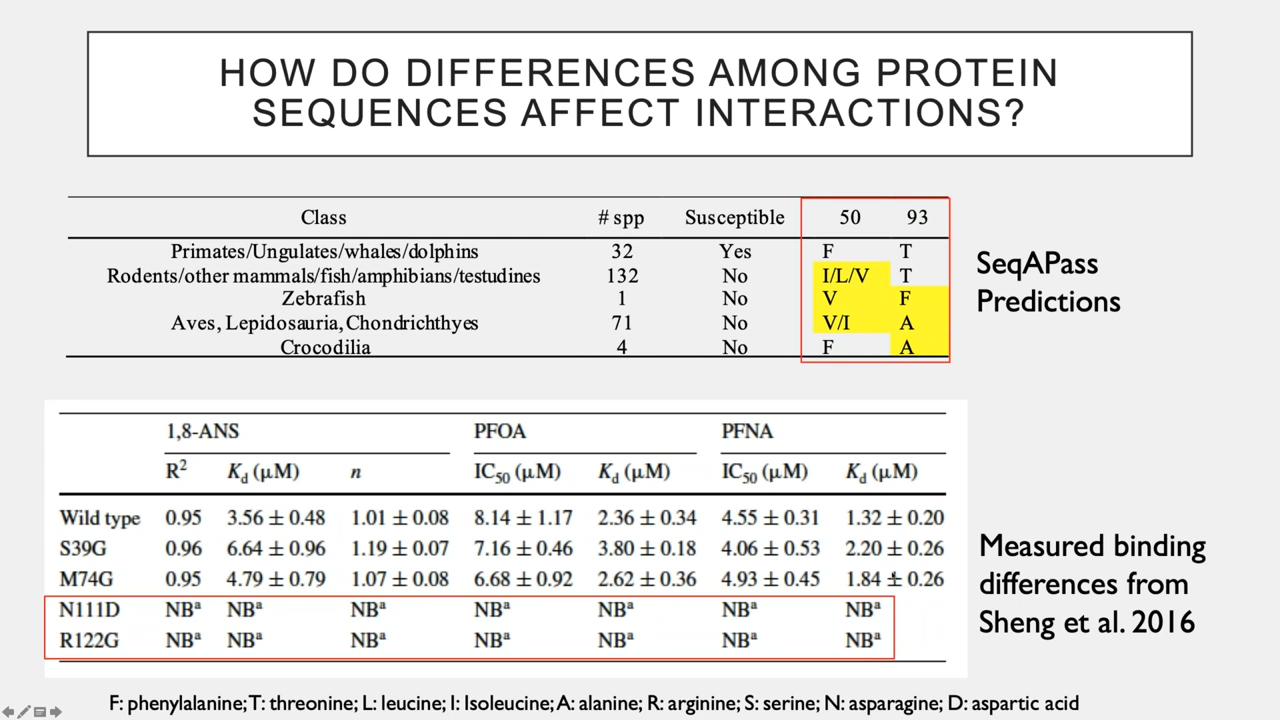 HOW DO DIFFERENCES AMONG PROTEIN
SEQUENCES AFFECT INTERACTIONS?
Class # spp Susceptible 50 93
Primates/Ungulates/whales/dolphins 32 Yes F T
Rodents/other mammals/fish/amphibians/testudines 132 No I/L/V T
Zebrafish 1 No V F
Aves, Lepidosauria, Chondrichthyes 71 No V/I A
Crocodilia 4 No F A
SeqAPass
Predictions
1,8-ANS PFOA PFNA
R² Kd (μM) n IC50 (μM) Kd (μM) IC50 (μM) Kd (μM)
Wild type 0.95 3.56 ± 0.48 1.01 ± 0.08 8.14 ± 1.17 2.36 ± 0.34 4.55 ± 0.31 1.32 ± 0.20
S39G 0.96 6.64 ± 0.96 1.19 ± 0.07 7.16 ± 0.46 3.80 ± 0.18 4.06 ± 0.53 2.20 ± 0.26
M74G 0.95 4.79 ± 0.79 1.07 ± 0.08 6.68 ± 0.92 2.62 ± 0.36 4.93 ± 0.45 1.84 ± 0.26
N111D NBᵃ NBᵃ NBᵃ NBᵃ NBᵃ NBᵃ NBᵃ
R122G NBᵃ NBᵃ NBᵃ NBᵃ NBᵃ NBᵃ NBᵃ
Measured binding
differences from
Sheng et al. 2016
F: phenylalanine; T: threonine; L: leucine; I: Isoleucine; A: alanine; R: arginine; S: serine; N: asparagine; D: aspartic acid